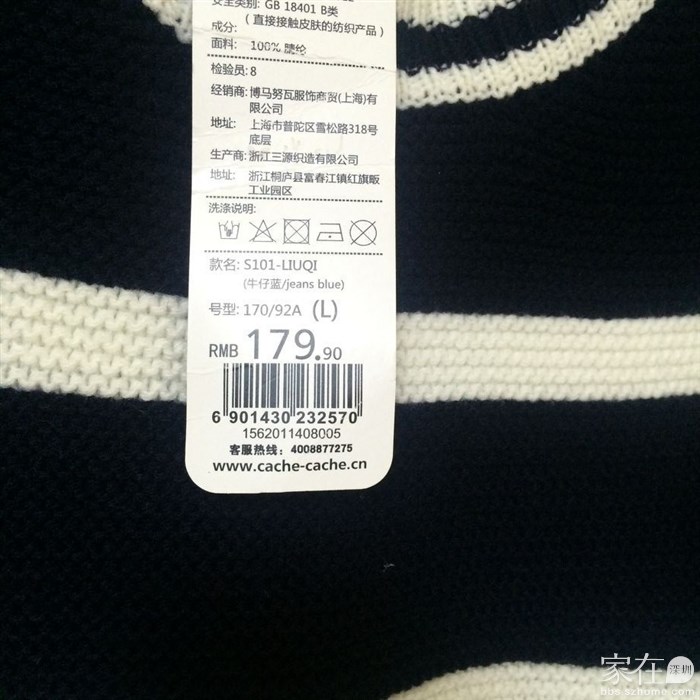 安全类别: GB 18401 B类
(直接接触皮肤的纺织产品)
成分:
面料: 100% 腈纶
检验员: 8
经销商: 博马努瓦服饰商贸(上海)有
限公司
地址: 上海市普陀区雪松路318号
底层
生产商: 浙江三源织造有限公司
地址: 浙江桐庐县富春江镇红旗畈
工业园区
洗涤说明:
款名: S101-LIUQI
(牛仔蓝/jeans blue)
号型: 170/92A (L)
RMB 179.90
6 901430 232570
1562011408005
客服热线: 4008877275
www.cache-cache.cn
家在深圳
bbs.szhome.com